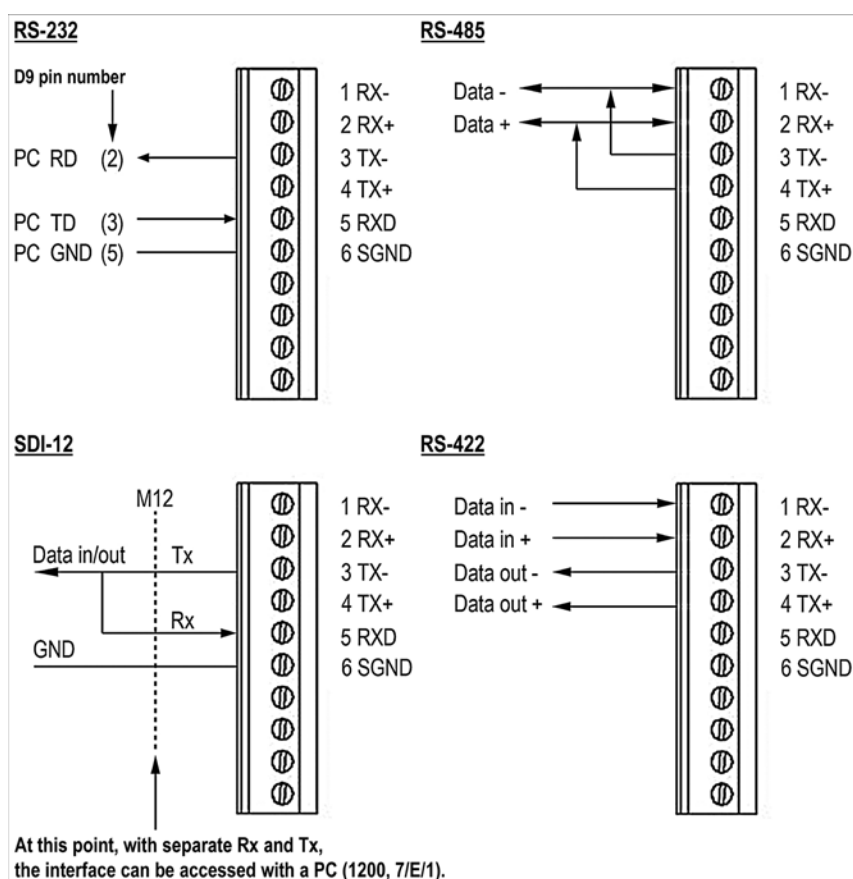 RS-232
D9 pin number
PC RD (2)
PC TD (3)
PC GND (5)
1 RX-
2 RX+
3 TX-
4 TX+
5 RXD
6 SGND
RS-485
Data -
Data +
1 RX-
2 RX+
3 TX-
4 TX+
5 RXD
6 SGND
SDI-12
M12
Data in/out
Tx
Rx
GND
1 RX-
2 RX+
3 TX-
4 TX+
5 RXD
6 SGND
At this point, with separate Rx and Tx,
the interface can be accessed with a PC (1200, 7/E/1).
RS-422
Data in -
Data in +
Data out -
Data out +
1 RX-
2 RX+
3 TX-
4 TX+
5 RXD
6 SGND